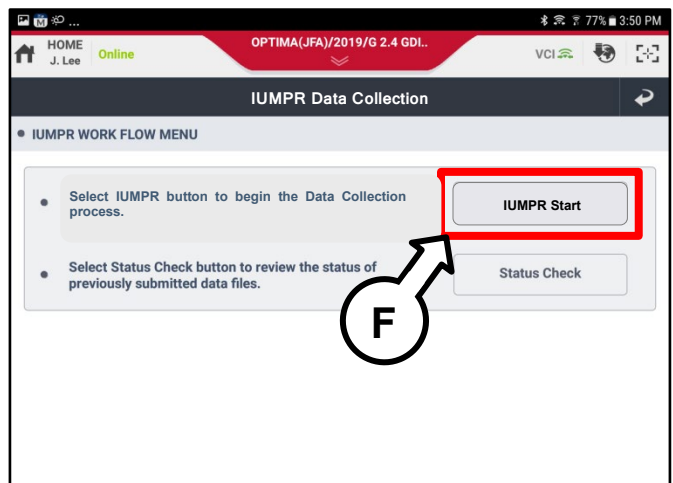 77% 3:50 PM
HOME
J. Lee
Online
OPTIMA(JFA)/2019/G 2.4 GDI..
VCI
IUMPR Data Collection
• IUMPR WORK FLOW MENU
• Select IUMPR button to begin the Data Collection
process.
IUMPR Start
• Select Status Check button to review the status of
previously submitted data files.
Status Check
F